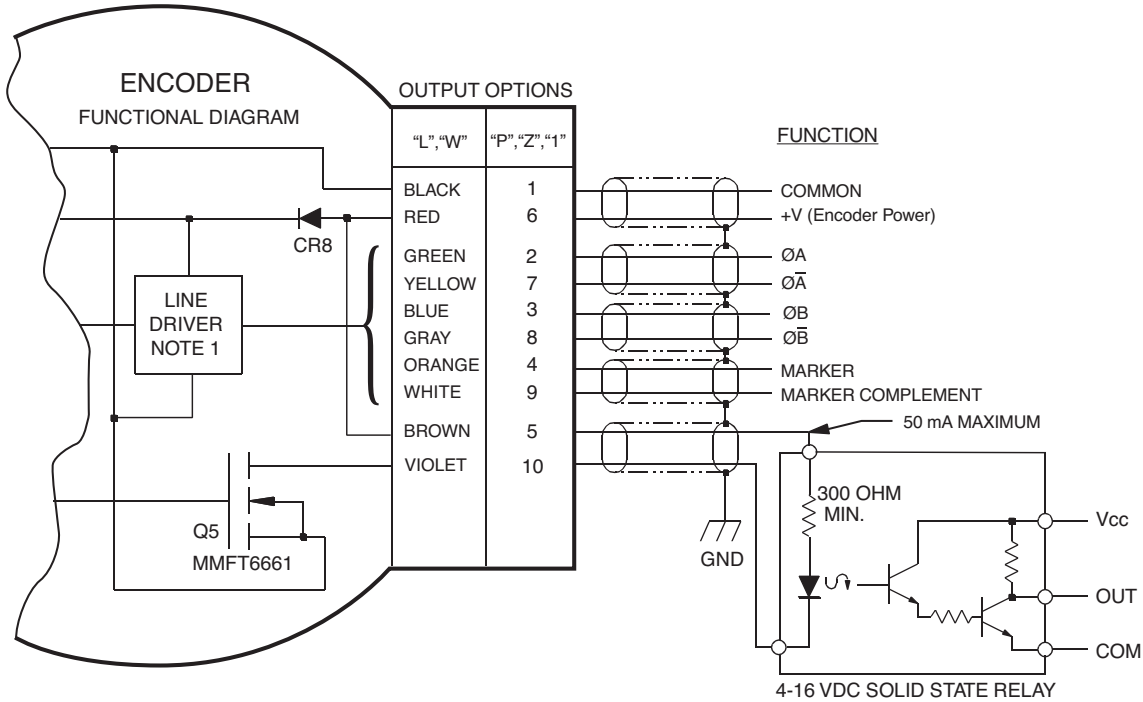 ENCODER
FUNCTIONAL DIAGRAM
OUTPUT OPTIONS
“L”,“W” “P”,“Z”,“1”
FUNCTION
BLACK 1 COMMON
RED 6 +V (Encoder Power)
CR8
GREEN 2 ØA
YELLOW 7 ØA̅
BLUE 3 ØB
GRAY 8 ØB̅
ORANGE 4 MARKER
WHITE 9 MARKER COMPLEMENT
BROWN 5 50 mA MAXIMUM
VIOLET 10
LINE
DRIVER
NOTE 1
Q5
MMFT6661
GND
300 OHM
MIN.
Vcc
OUT
COM
4-16 VDC SOLID STATE RELAY